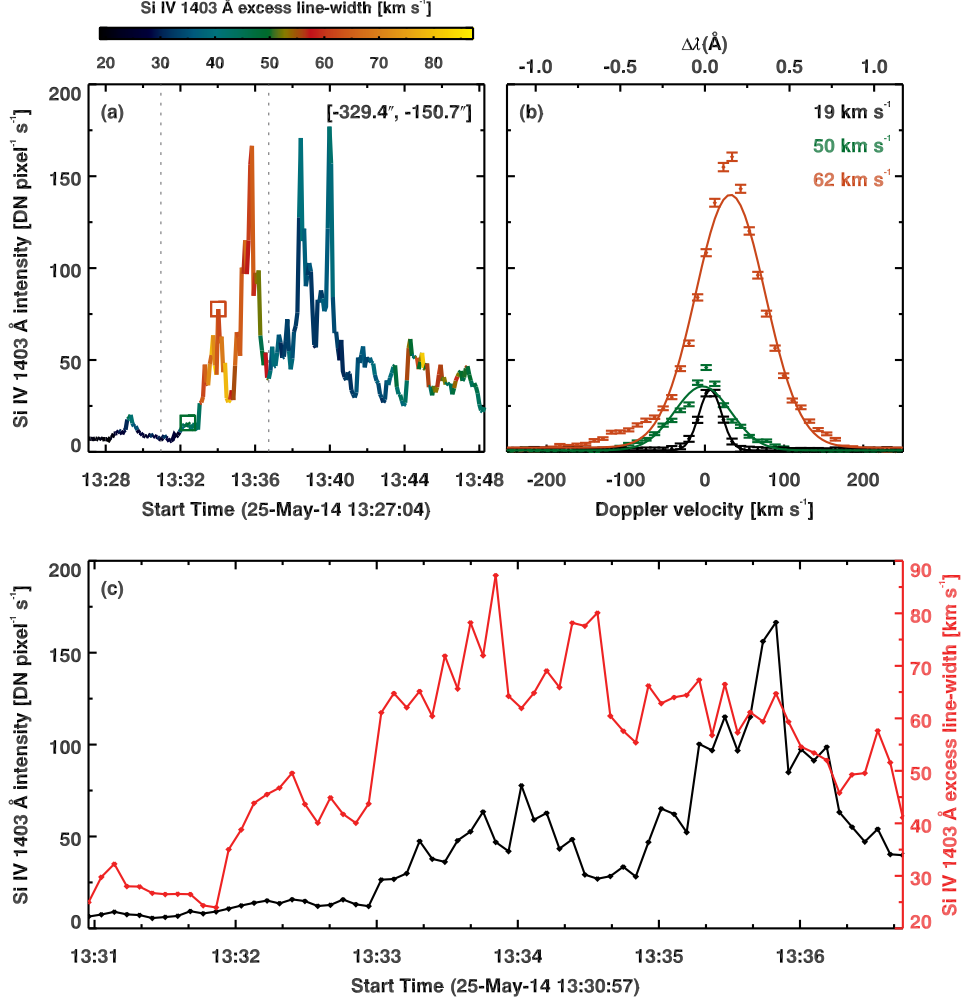 Si IV 1403 Å excess line-width [km s⁻¹]
20 30 40 50 60 70 80
(a)
[-329.4″, -150.7″]
Si IV 1403 Å intensity [DN pixel⁻¹ s⁻¹]
200
150
100
50
0
13:28 13:32 13:36 13:40 13:44 13:48
Start Time (25-May-14 13:27:04)
Δλ(Å)
-1.0 -0.5 0.0 0.5 1.0
(b)
19 km s⁻¹
50 km s⁻¹
62 km s⁻¹
-200 -100 0 100 200
Doppler velocity [km s⁻¹]
(c)
Si IV 1403 Å intensity [DN pixel⁻¹ s⁻¹]
200
150
100
50
0
90
80
70
60
50
40
30
20
Si IV 1403 Å excess line-width [km s⁻¹]
13:31 13:32 13:33 13:34 13:35 13:36
Start Time (25-May-14 13:30:57)